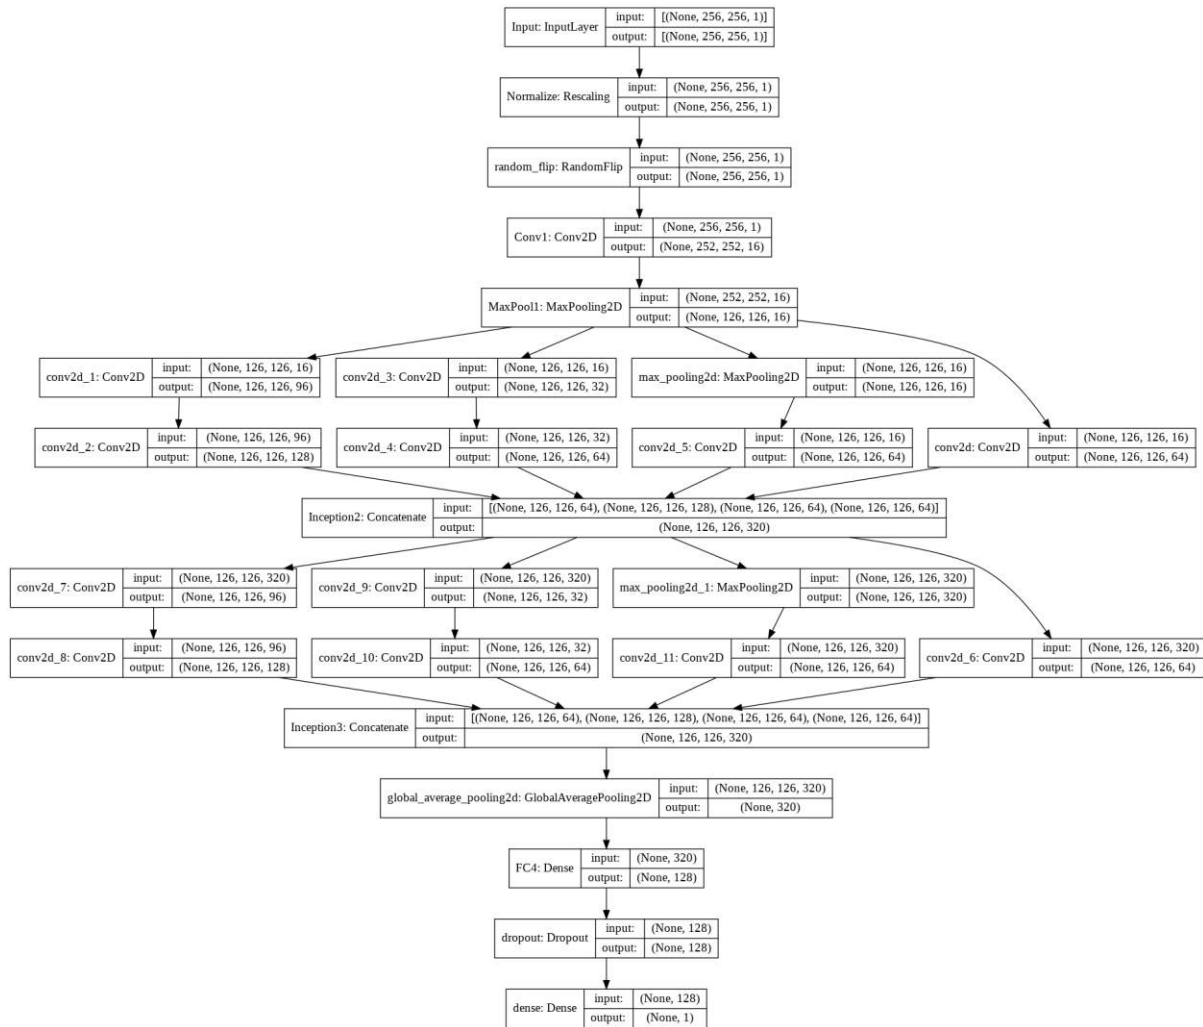 Input: InputLayer
input: [(None, 256, 256, 1)]
output: [(None, 256, 256, 1)]
Normalize: Rescaling
input: (None, 256, 256, 1)
output: (None, 256, 256, 1)
random_flip: RandomFlip
input: (None, 256, 256, 1)
output: (None, 256, 256, 1)
Conv1: Conv2D
input: (None, 256, 256, 1)
output: (None, 252, 252, 16)
MaxPool1: MaxPooling2D
input: (None, 252, 252, 16)
output: (None, 126, 126, 16)
conv2d_1: Conv2D
input: (None, 126, 126, 16)
output: (None, 126, 126, 96)
conv2d_3: Conv2D
input: (None, 126, 126, 16)
output: (None, 126, 126, 32)
max_pooling2d: MaxPooling2D
input: (None, 126, 126, 16)
output: (None, 126, 126, 16)
conv2d_2: Conv2D
input: (None, 126, 126, 96)
output: (None, 126, 126, 128)
conv2d_4: Conv2D
input: (None, 126, 126, 32)
output: (None, 126, 126, 64)
conv2d_5: Conv2D
input: (None, 126, 126, 16)
output: (None, 126, 126, 64)
conv2d: Conv2D
input: (None, 126, 126, 16)
output: (None, 126, 126, 64)
Inception2: Concatenate
input: [(None, 126, 126, 64), (None, 126, 126, 128), (None, 126, 126, 64), (None, 126, 126, 64)]
output: (None, 126, 126, 320)
conv2d_7: Conv2D
input: (None, 126, 126, 320)
output: (None, 126, 126, 96)
conv2d_9: Conv2D
input: (None, 126, 126, 320)
output: (None, 126, 126, 32)
max_pooling2d_1: MaxPooling2D
input: (None, 126, 126, 320)
output: (None, 126, 126, 320)
conv2d_8: Conv2D
input: (None, 126, 126, 96)
output: (None, 126, 126, 128)
conv2d_10: Conv2D
input: (None, 126, 126, 32)
output: (None, 126, 126, 64)
conv2d_11: Conv2D
input: (None, 126, 126, 320)
output: (None, 126, 126, 64)
conv2d_6: Conv2D
input: (None, 126, 126, 320)
output: (None, 126, 126, 64)
Inception3: Concatenate
input: [(None, 126, 126, 64), (None, 126, 126, 128), (None, 126, 126, 64), (None, 126, 126, 64)]
output: (None, 126, 126, 320)
global_average_pooling2d: GlobalAveragePooling2D
input: (None, 126, 126, 320)
output: (None, 320)
FC4: Dense
input: (None, 320)
output: (None, 128)
dropout: Dropout
input: (None, 128)
output: (None, 128)
dense: Dense
input: (None, 128)
output: (None, 1)